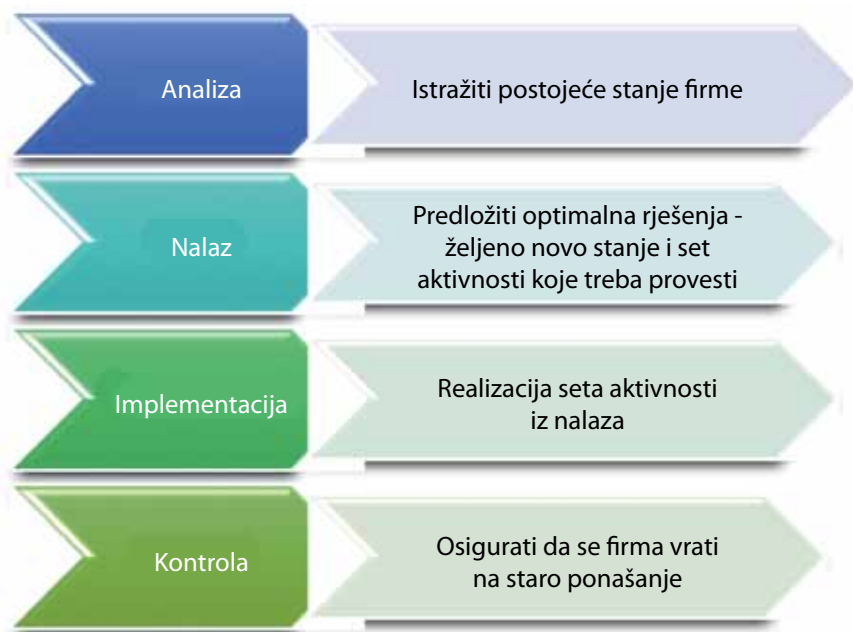 Analiza
Istražiti postojeće stanje firme
Nalaz
Predložiti optimalna rješenja -
željeno novo stanje i set
aktivnosti koje treba provesti
Implementacija
Realizacija seta aktivnosti
iz nalaza
Kontrola
Osigurati da se firma vrati
na staro ponašanje